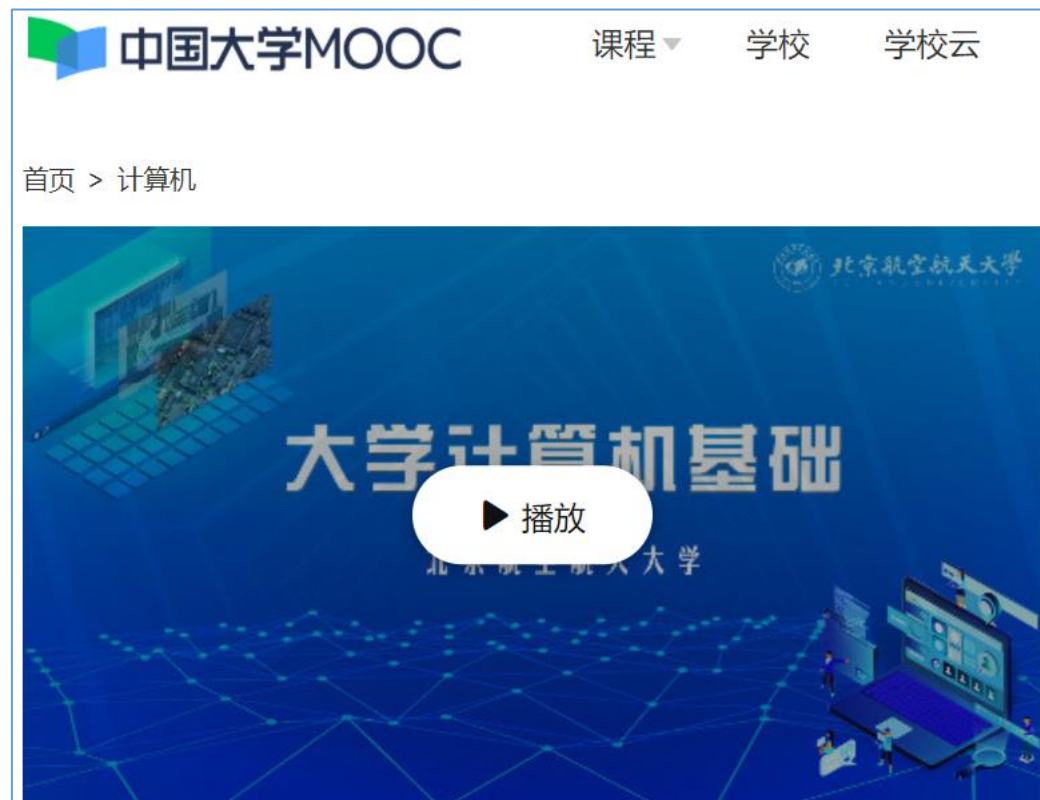 中国大学MOOC 课程 学校 学校云
首页 > 计算机
北京航空航天大学
大学计算机基础
播放
北京航空航天大学